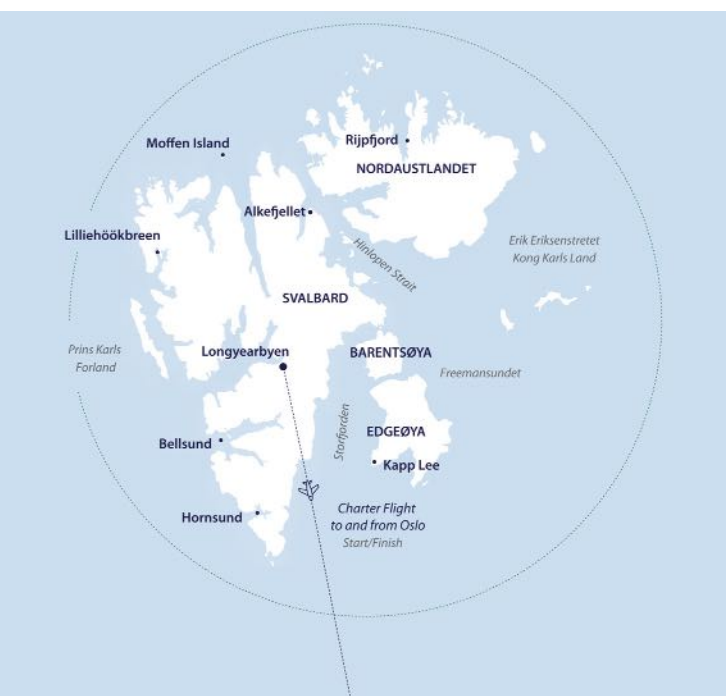 Moffen Island
Rijpfjord
NORDAUSTLANDET
Alkefjellet
Lilliehöökbreen
Erik Eriksenstretet
Kong Karls Land
Hinlopen Strait
SVALBARD
Prins Karls
Forland
Longyearbyen
BARENTSØYA
Freemansundet
Storfjorden
EDGEØYA
Bellsund
Kapp Lee
Hornsund
Charter Flight
to and from Oslo
Start/Finish